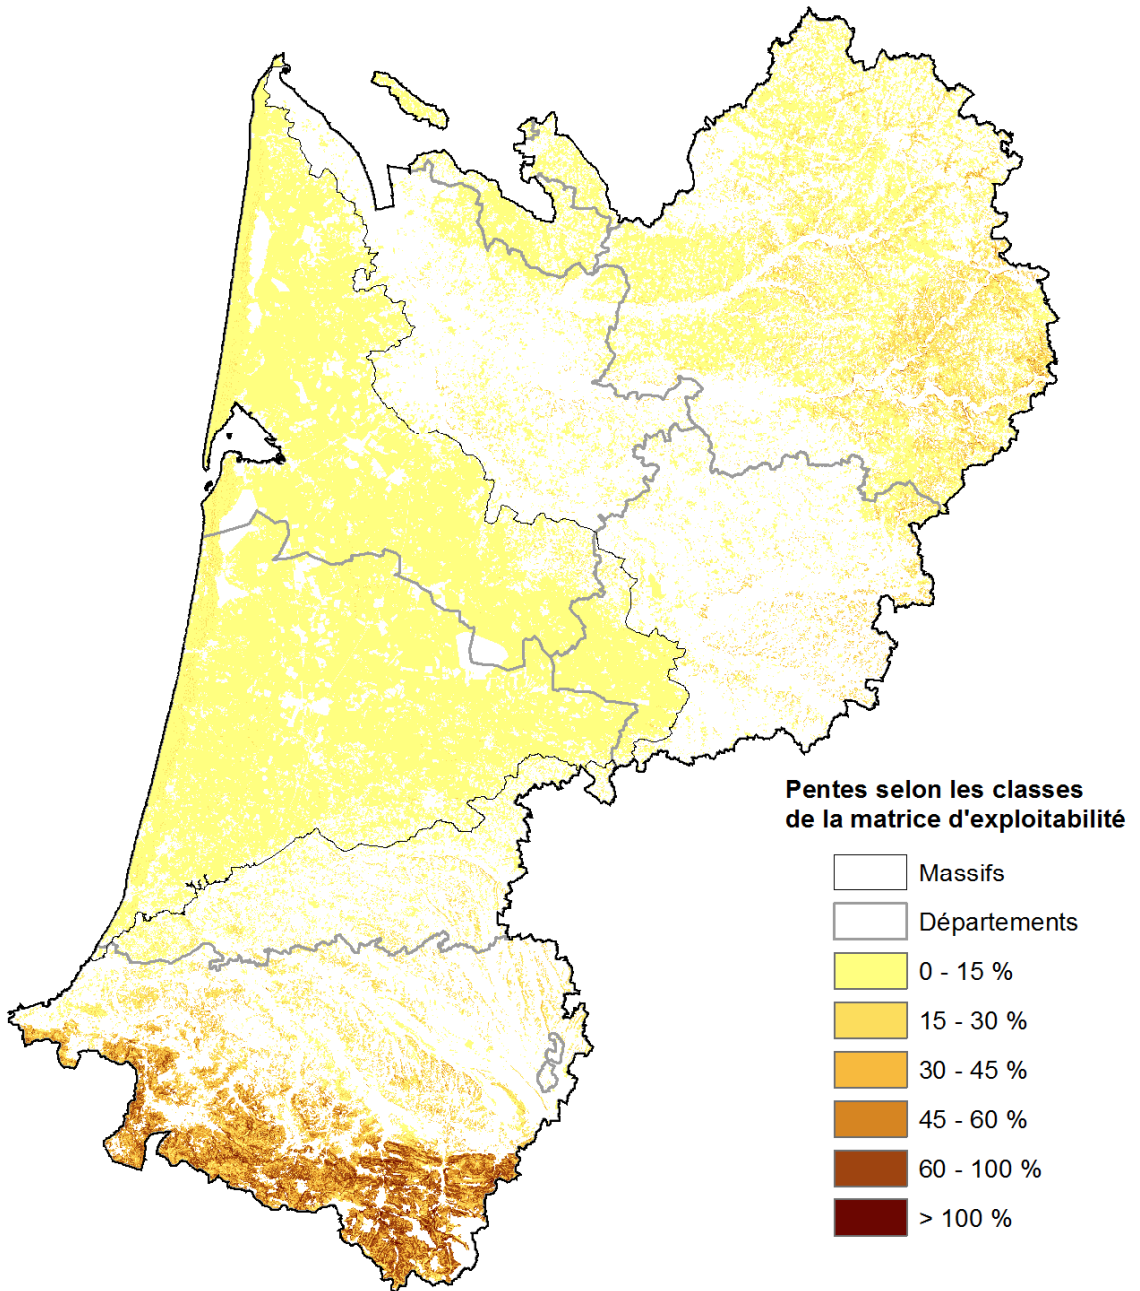 Pentes selon les classes
de la matrice d'exploitabilité
Massifs
Départements
0 - 15 %
15 - 30 %
30 - 45 %
45 - 60 %
60 - 100 %
> 100 %